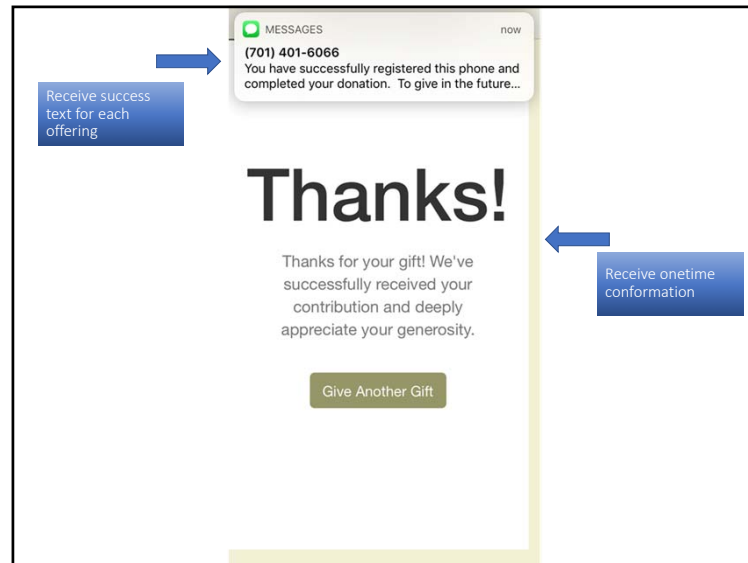 MESSAGES now
(701) 401-6066
You have successfully registered this phone and
completed your donation. To give in the future...
Receive success
text for each
offering
Thanks!
Thanks for your gift! We've
successfully received your
contribution and deeply
appreciate your generosity.
Receive onetime
conformation
Give Another Gift